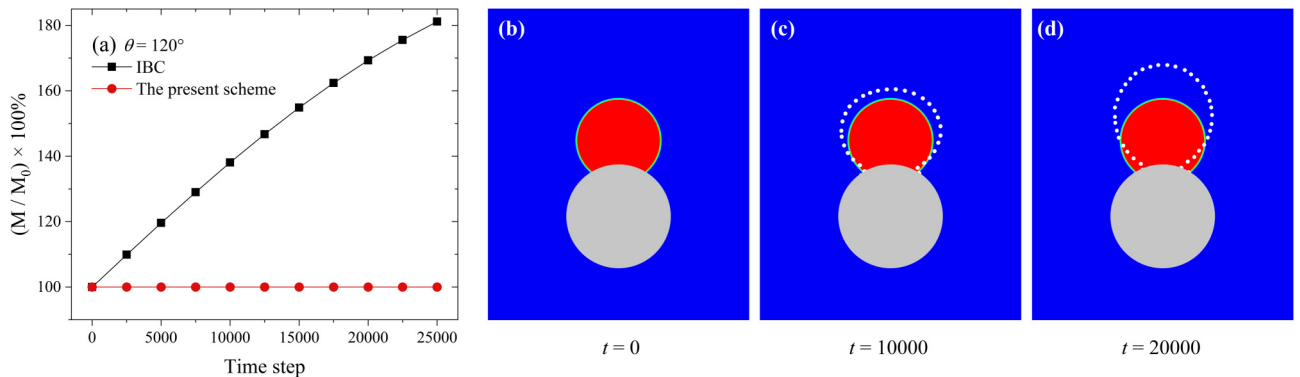 (a) θ = 120°
IBC
The present scheme
(M / M₀) × 100%
180
160
140
120
100
0 5000 10000 15000 20000 25000
Time step
(b)
t = 0
(c)
t = 10000
(d)
t = 20000